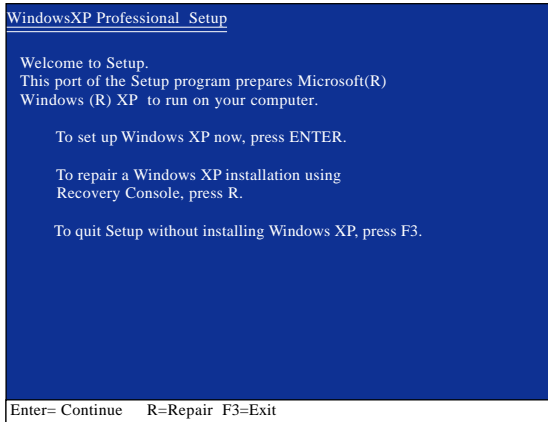 WindowsXP Professional  Setup
Welcome to Setup.
This port of the Setup program prepares Microsoft(R)
Windows (R) XP  to run on your computer.
To set up Windows XP now, press ENTER.
To repair a Windows XP installation using
Recovery Console, press R.
To quit Setup without installing Windows XP, press F3.
Enter= Continue    R=Repair  F3=Exit